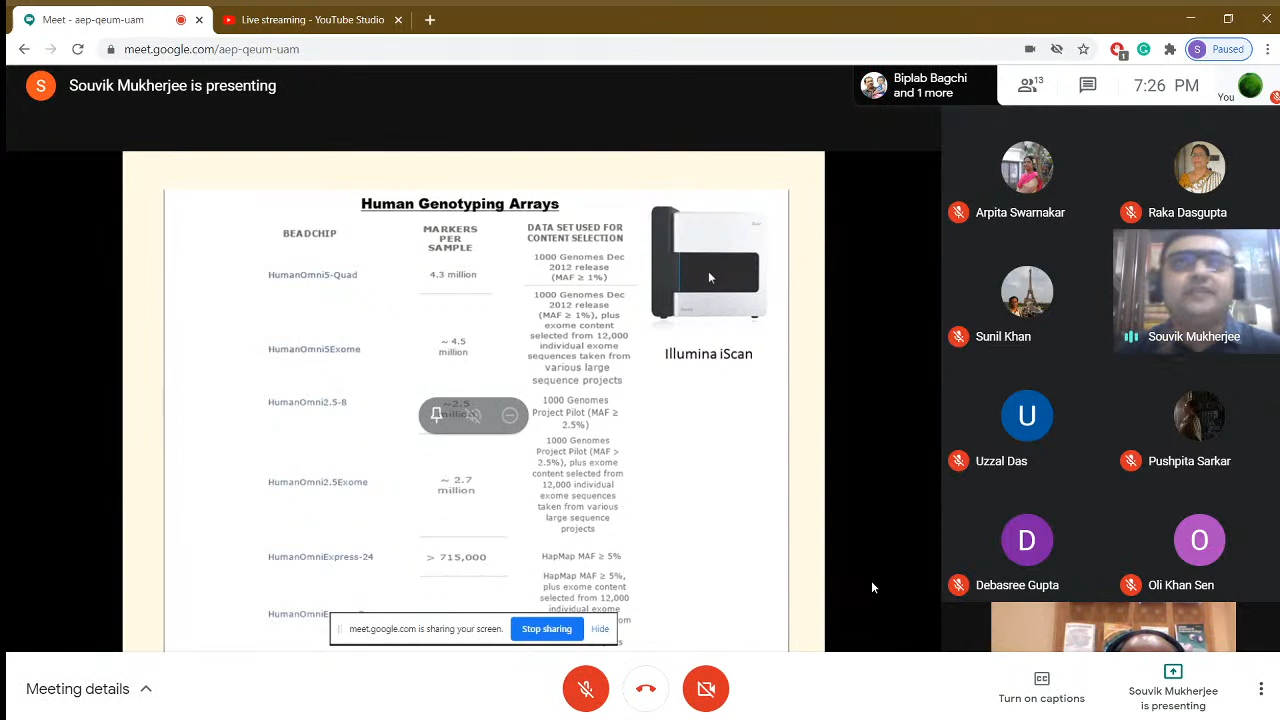 Meet - aep-qeum-uam
Live streaming - YouTube Studio
meet.google.com/aep-qeum-uam
1
S
Paused
S
Souvik Mukherjee is presenting
Biplab Bagchi
and 1 more
13
7:26 PM
You
Human Genotyping Arrays
BEADCHIP
MARKERS
PER
SAMPLE
DATA SET USED FOR
CONTENT SELECTION
HumanOmni5-Quad
4.3 million
1000 Genomes Dec
2012 release
(MAF ≥ 1%)
HumanOmni5Exome
~ 4.5
million
1000 Genomes Dec
2012 release
(MAF ≥ 1%), plus
exome content
selected from 12,000
individual exome
sequences taken from
various large
sequence projects
HumanOmni2.5-8
~2.5
million
1000 Genomes
Project Pilot (MAF ≥
2.5%)
HumanOmni2.5Exome
~ 2.7
million
1000 Genomes
Project Pilot (MAF >
2.5%), plus exome
content selected from
12,000 individual
exome sequences
taken from various
large sequence
projects
HumanOmniExpress-24
> 715,000
HapMap MAF ≥ 5%
HapMap MAF ≥ 5%,
plus exome content
selected from 12,000
individual exome
Illumina iScan
meet.google.com is sharing your screen.
Stop sharing
Hide
Arpita Swarnakar
Raka Dasgupta
Sunil Khan
Souvik Mukherjee
U
Uzzal Das
Pushpita Sarkar
D
Debasree Gupta
O
Oli Khan Sen
Meeting details
CC
Turn on captions
Souvik Mukherjee
is presenting